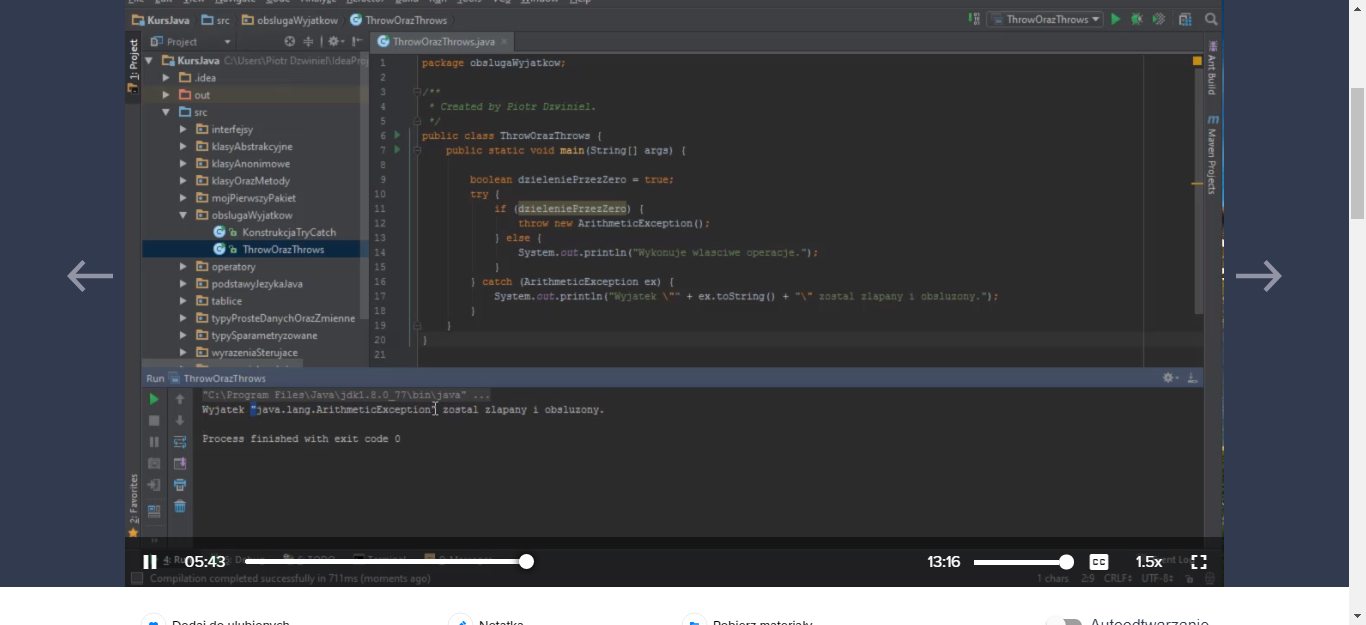 KursJava src obslugaWyjatkow ThrowOrazThrows
ThrowOrazThrows
Project
ThrowOrazThrows.java
1: Project
KursJava C:\Users\Piotr Dzwiniel\IdeaProj
.idea
out
src
interfejsy
klasyAbstrakcyjne
klasyAnonimowe
klasyOrazMetody
mojPierwszyPakiet
obslugaWyjatkow
KonstrukcjaTryCatch
ThrowOrazThrows
operatory
podstawyJezykaJava
tablice
typyProsteDanychOrazZmienne
typySparametryzowane
wyrazeniaSterujace
1 package obslugaWyjatkow;
2
3 /**
4 * Created by Piotr Dzwiniel.
5 */
6 public class ThrowOrazThrows {
7 public static void main(String[] args) {
8
9 boolean dzieleniePrzezZero = true;
10 try {
11 if (dzieleniePrzezZero) {
12 throw new ArithmeticException();
13 } else {
14 System.out.println("Wykonuje wlasciwe operacje.");
15 }
16 } catch (ArithmeticException ex) {
17 System.out.println("Wyjatek \"" + ex.toString() + "\" zostal zlapany i obsluzony.");
18 }
19 }
20 }
21
Ant Build
m Maven Projects
Run ThrowOrazThrows
"C:\Program Files\Java\jdk1.8.0_77\bin\java" ...
Wyjatek "java.lang.ArithmeticException" zostal zlapany i obsluzony.
Process finished with exit code 0
2: Favorites
05:43
13:16
CC
1.5x
Compilation completed successfully in 711ms (moments ago)
1 chars 2:9 CRLF÷ UTF-8÷
Dodaj do ulubionych
Notatka
Pobierz materiały
Autoodtwarzanie